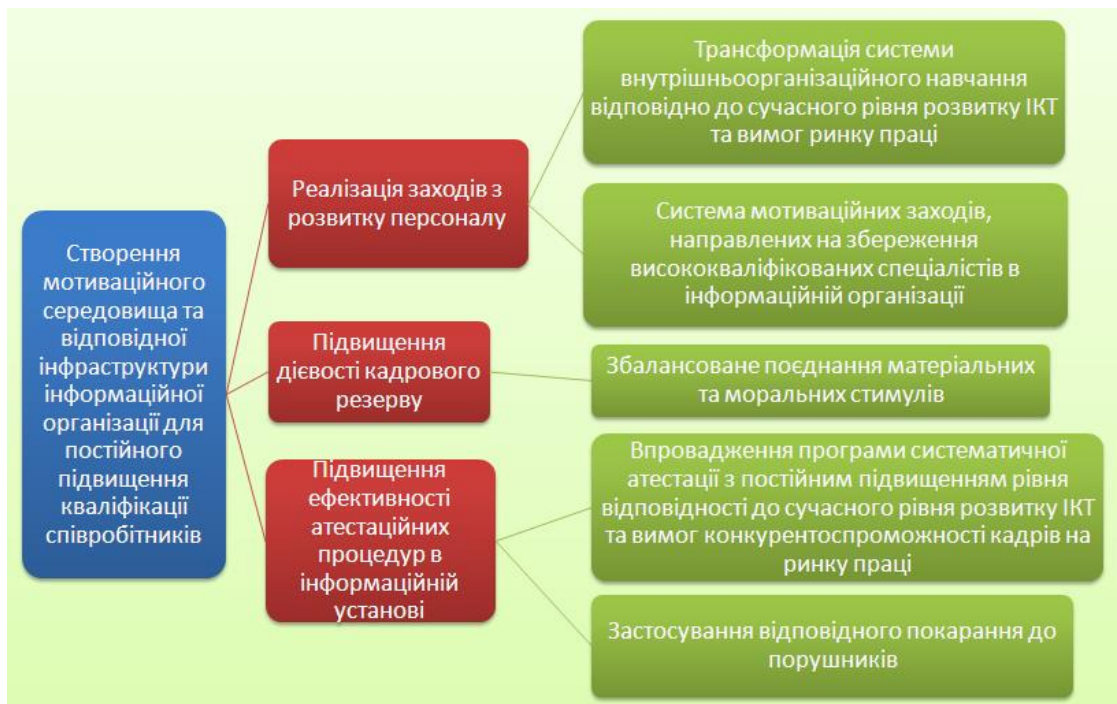 Створення
мотиваційного
середовища та
відповідної
інфраструктури
інформаційної
організації для
постійного
підвищення
кваліфікації
співробітників
Реалізація заходів з
розвитку персоналу
Трансформація системи
внутрішньоорганізаційного навчання
відповідно до сучасного рівня розвитку ІКТ
та вимог ринку праці
Система мотиваційних заходів,
направлених на збереження
висококваліфікованих спеціалістів в
інформаційній організації
Підвищення
дієвості кадрового
резерву
Збалансоване поєднання матеріальних
та моральних стимулів
Підвищення
ефективності
атестаційних
процедур в
інформаційній
установі
Впровадження програми систематичної
атестації з постійним підвищенням рівня
відповідності до сучасного рівня розвитку ІКТ
та вимог конкурентоспроможності кадрів на
ринку праці
Застосування відповідного покарання до
порушників